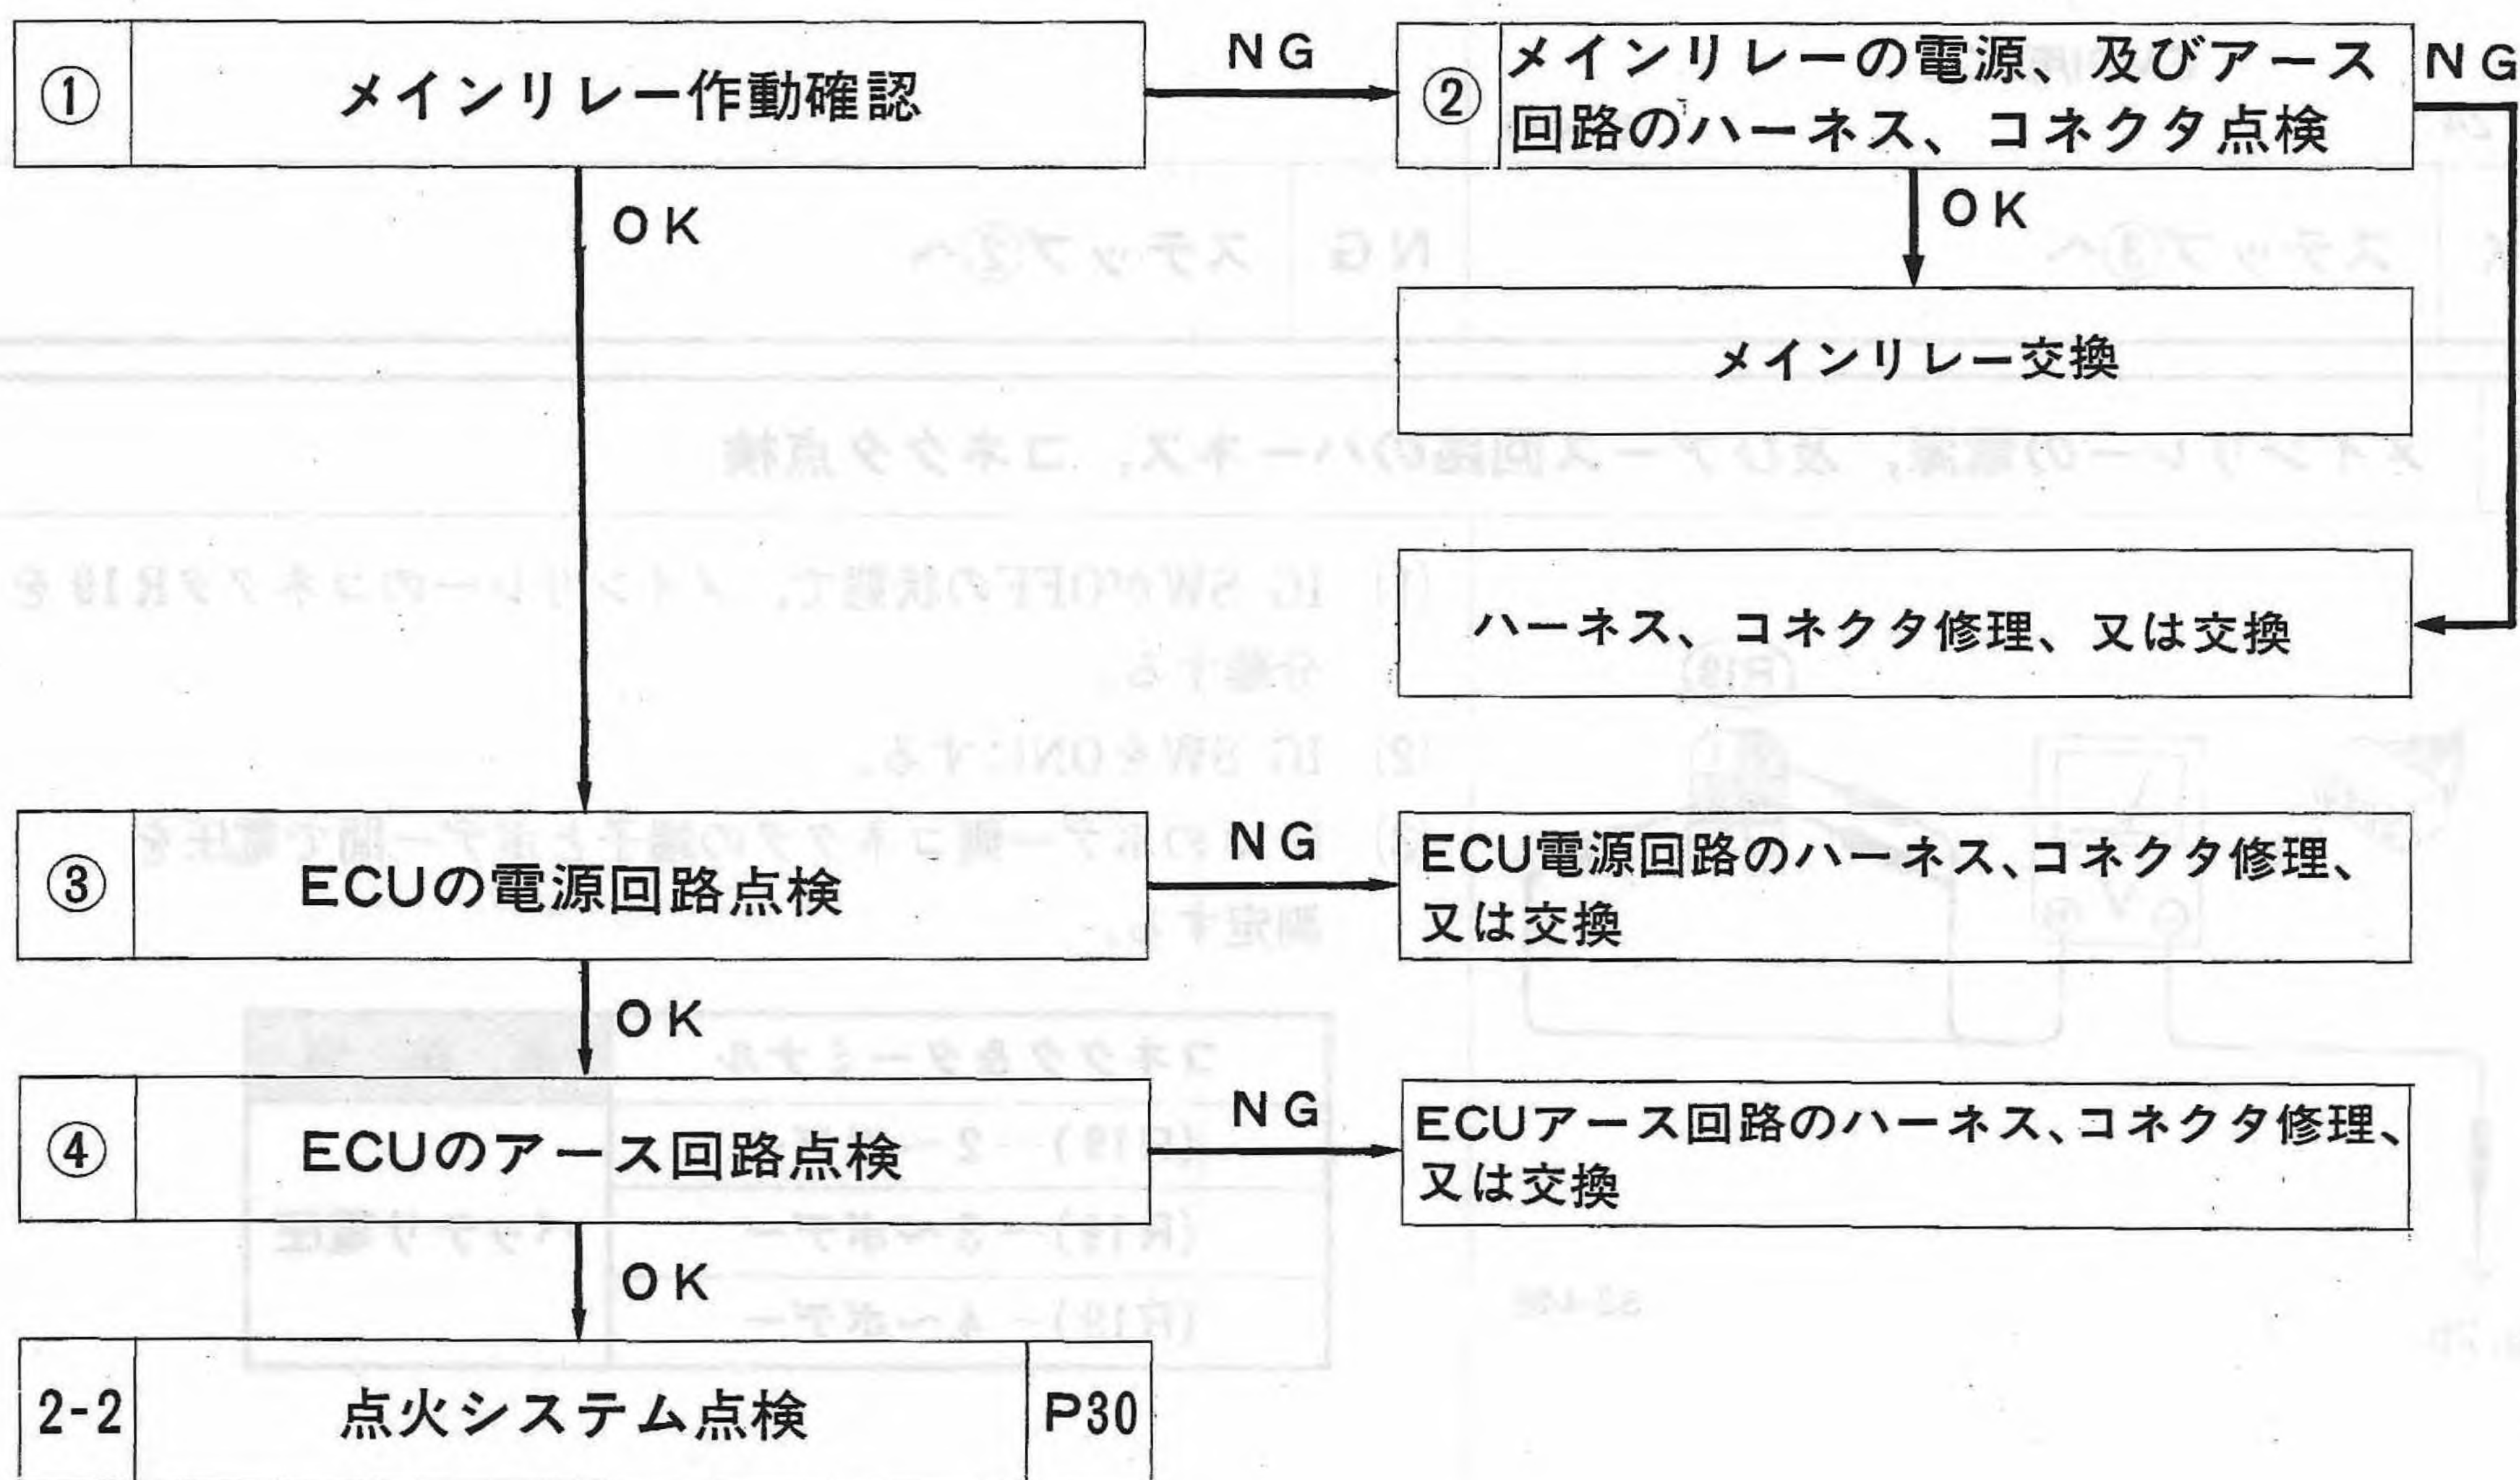 ① メインリレー作動確認
NG
② メインリレーの電源、及びアース
回路のハーネス、コネクタ点検
NG
OK
OK
メインリレー交換
ハーネス、コネクタ修理、又は交換
③ ECUの電源回路点検
NG
ECU電源回路のハーネス、コネクタ修理、
又は交換
OK
④ ECUのアース回路点検
NG
ECUアース回路のハーネス、コネクタ修理、
又は交換
OK
2-2 点火システム点検 P30